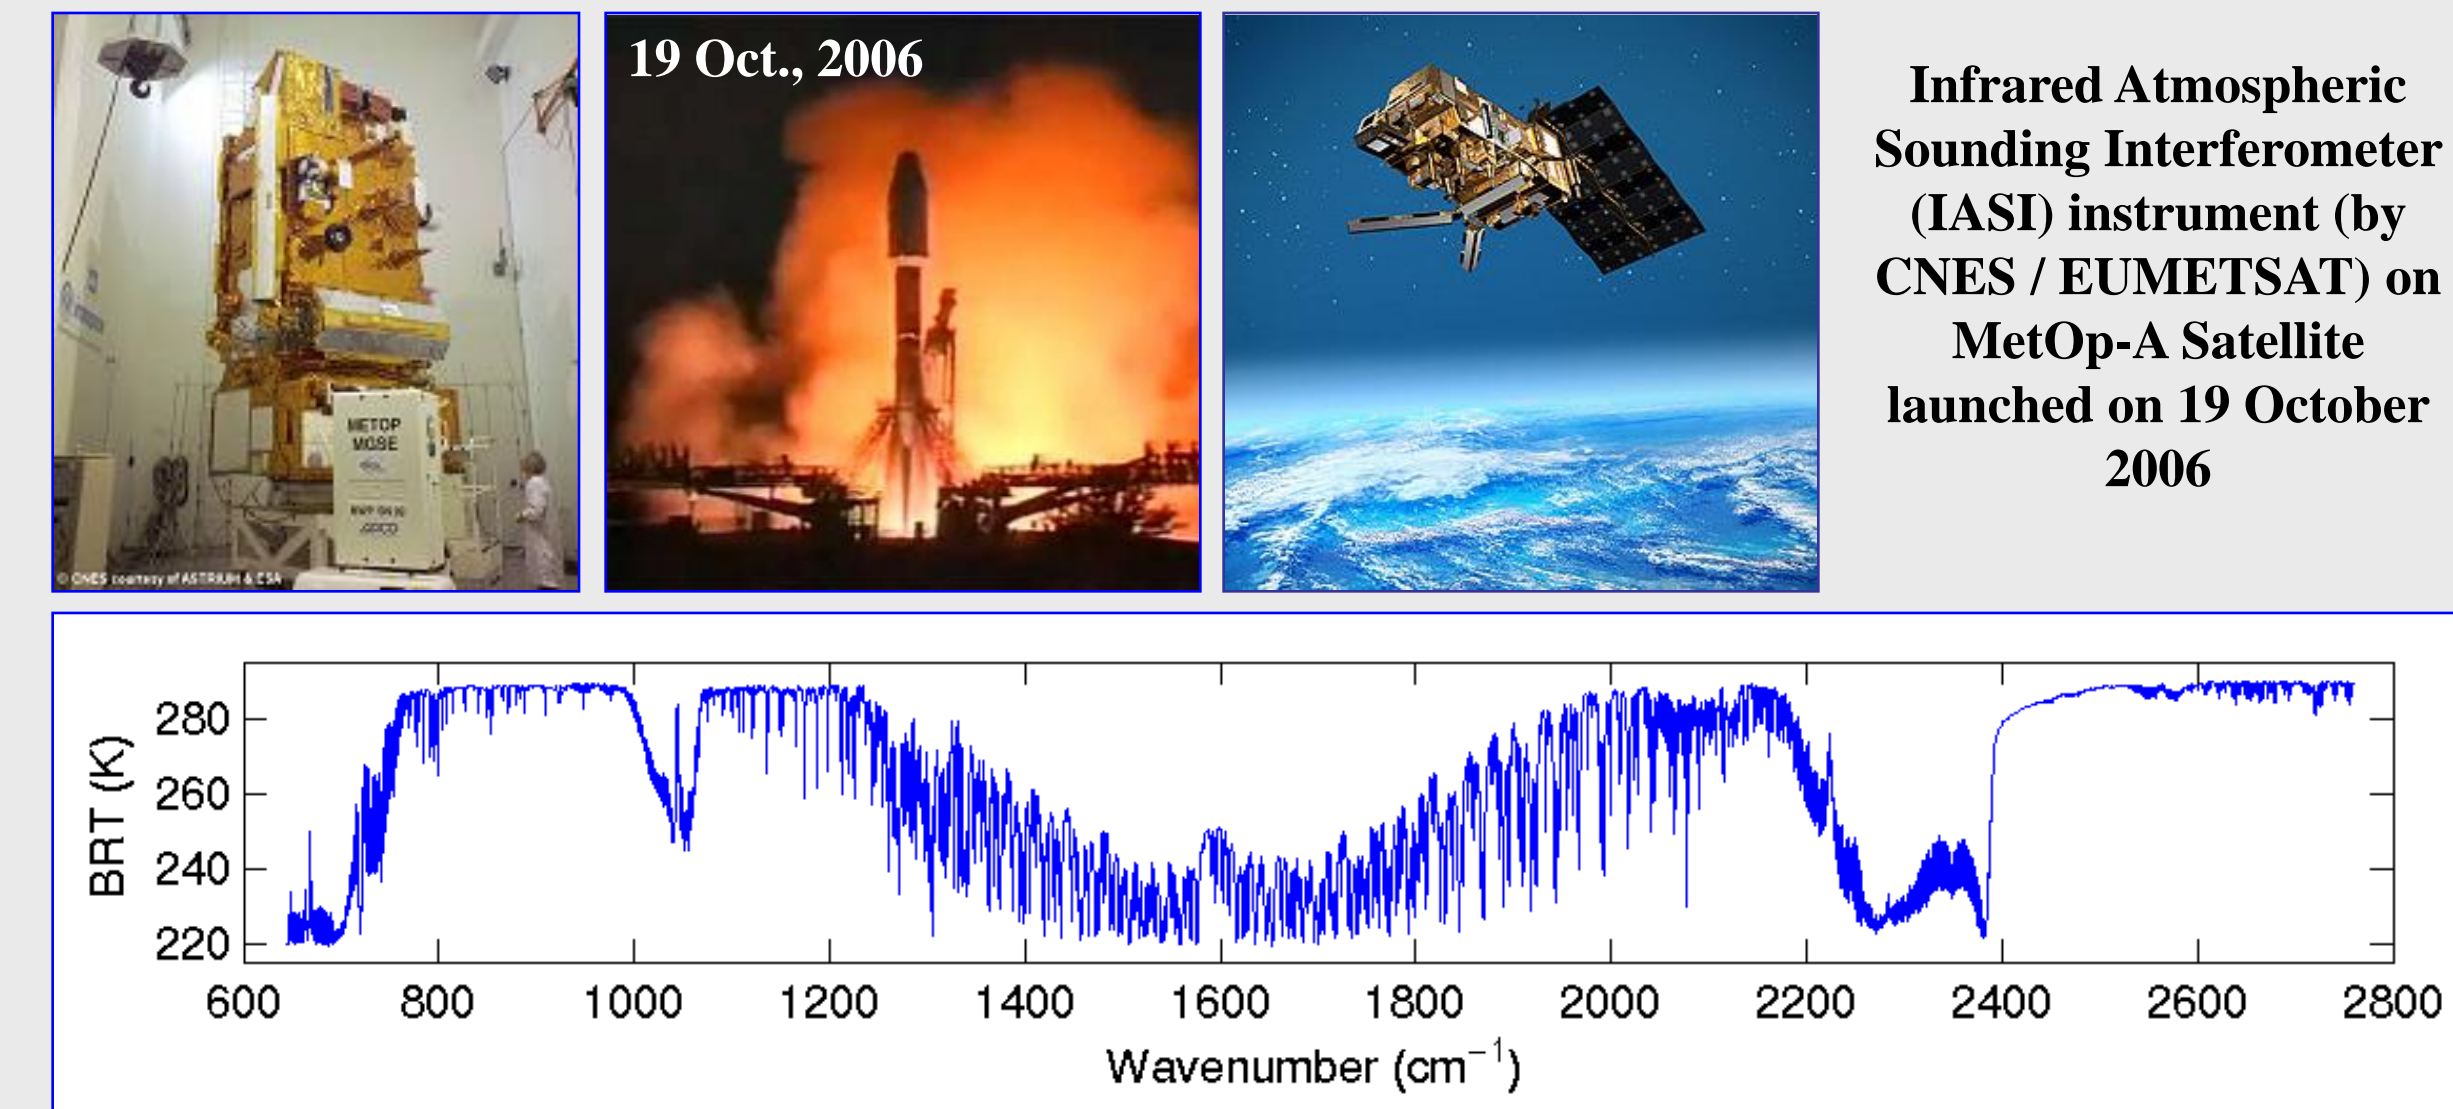 19 Oct., 2006
METOP
MGSE
© CNES courtesy of ASTRIUM & ESA
Infrared Atmospheric
Sounding Interferometer
(IASI) instrument (by
CNES / EUMETSAT) on
MetOp-A Satellite
launched on 19 October
2006
BRT (K)
280
260
240
220
600 800 1000 1200 1400 1600 1800 2000 2200 2400 2600 2800
Wavenumber (cm⁻¹)